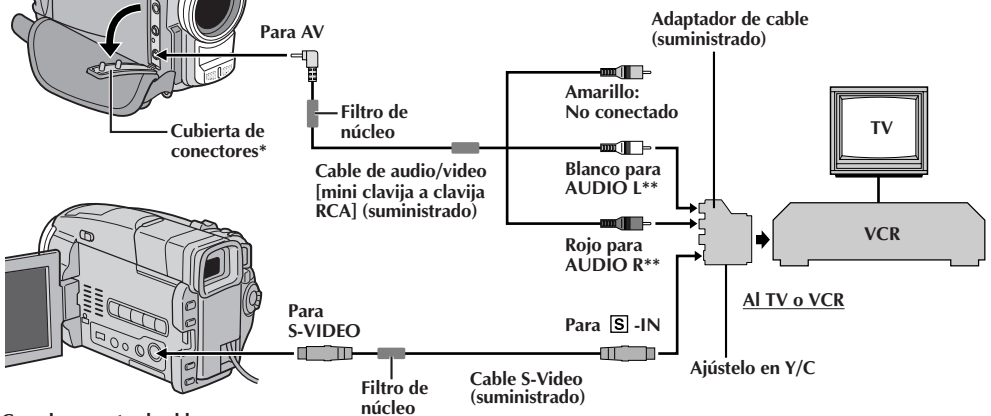 Para AV
Cubierta de
conectores*
Filtro de
núcleo
Cable de audio/video
[mini clavija a clavija
RCA] (suministrado)
Amarillo:
No conectado
Blanco para
AUDIO L**
Rojo para
AUDIO R**
Adaptador de cable
(suministrado)
TV
VCR
Al TV o VCR
Ajústelo en Y/C
Para
S-VIDEO
Filtro de
núcleo
Cable S-Video
(suministrado)
Para S -IN